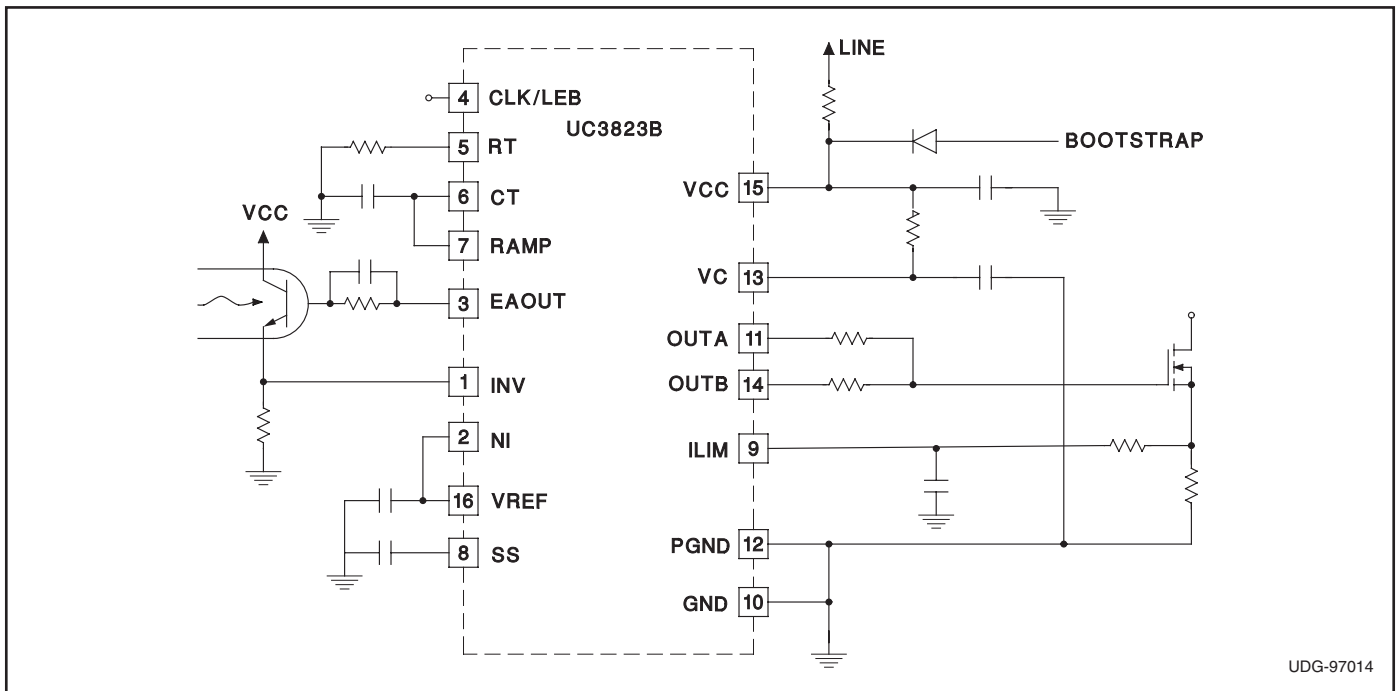 LINE
4 CLK/LEB
UC3823B
5 RT
BOOTSTRAP
6 CT
VCC 15
VCC
7 RAMP
VC 13
3 EAOUT
OUTA 11
1 INV
OUTB 14
2 NI
ILIM 9
16 VREF
PGND 12
8 SS
GND 10
UDG-97014